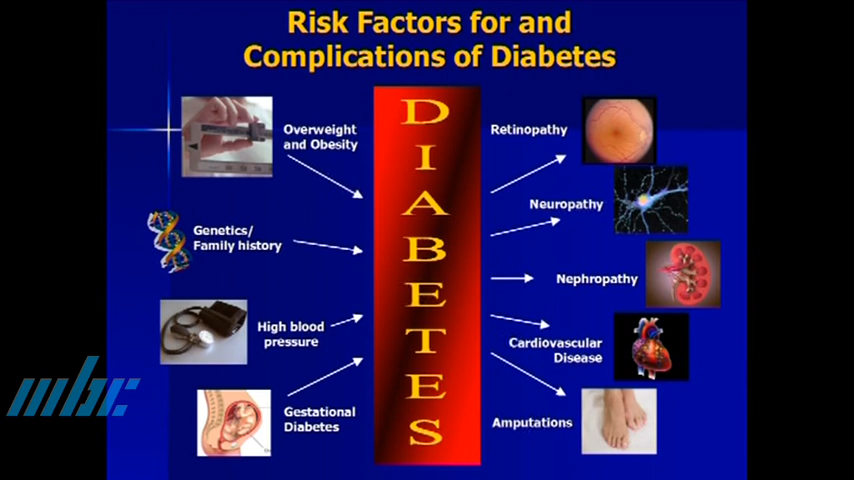 Risk Factors for and
Complications of Diabetes
Overweight
and Obesity
Genetics/
Family history
High blood
pressure
Gestational
Diabetes
DIABETES
Retinopathy
Neuropathy
Nephropathy
Cardiovascular
Disease
Amputations
mbc